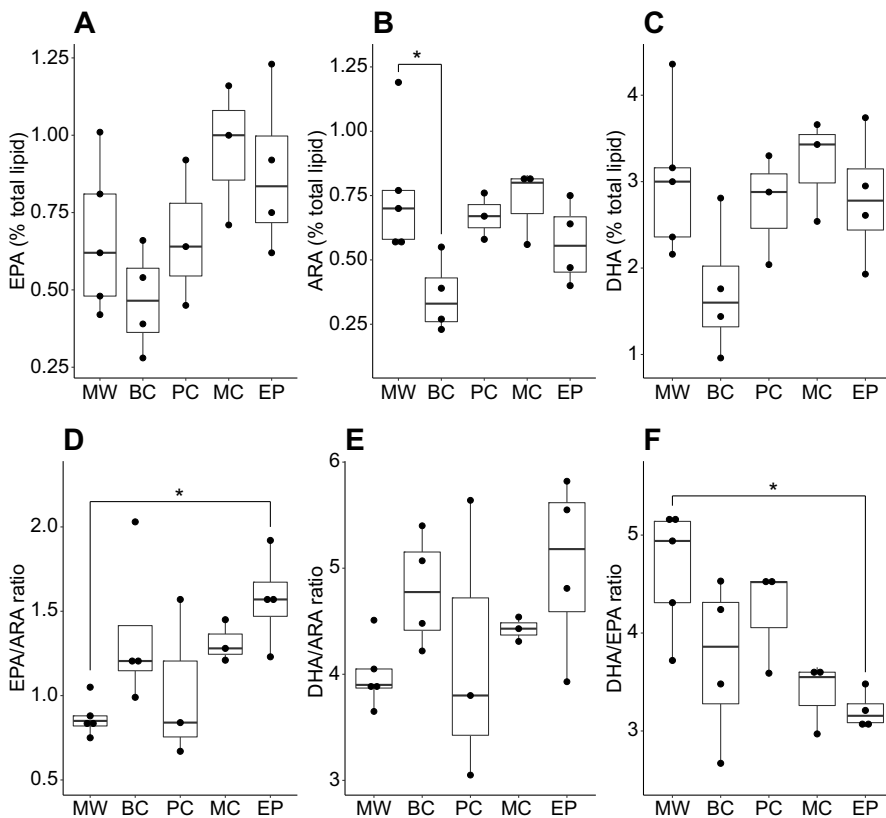 A
EPA (% total lipid)
1.25
1.00
0.75
0.50
0.25
MW BC PC MC EP
B
ARA (% total lipid)
1.25
1.00
0.75
0.50
0.25
*
MW BC PC MC EP
C
DHA (% total lipid)
4
3
2
1
MW BC PC MC EP
D
EPA/ARA ratio
2.0
1.5
1.0
0.5
*
MW BC PC MC EP
E
DHA/ARA ratio
6
5
4
3
MW BC PC MC EP
F
DHA/EPA ratio
5
4
3
*
MW BC PC MC EP